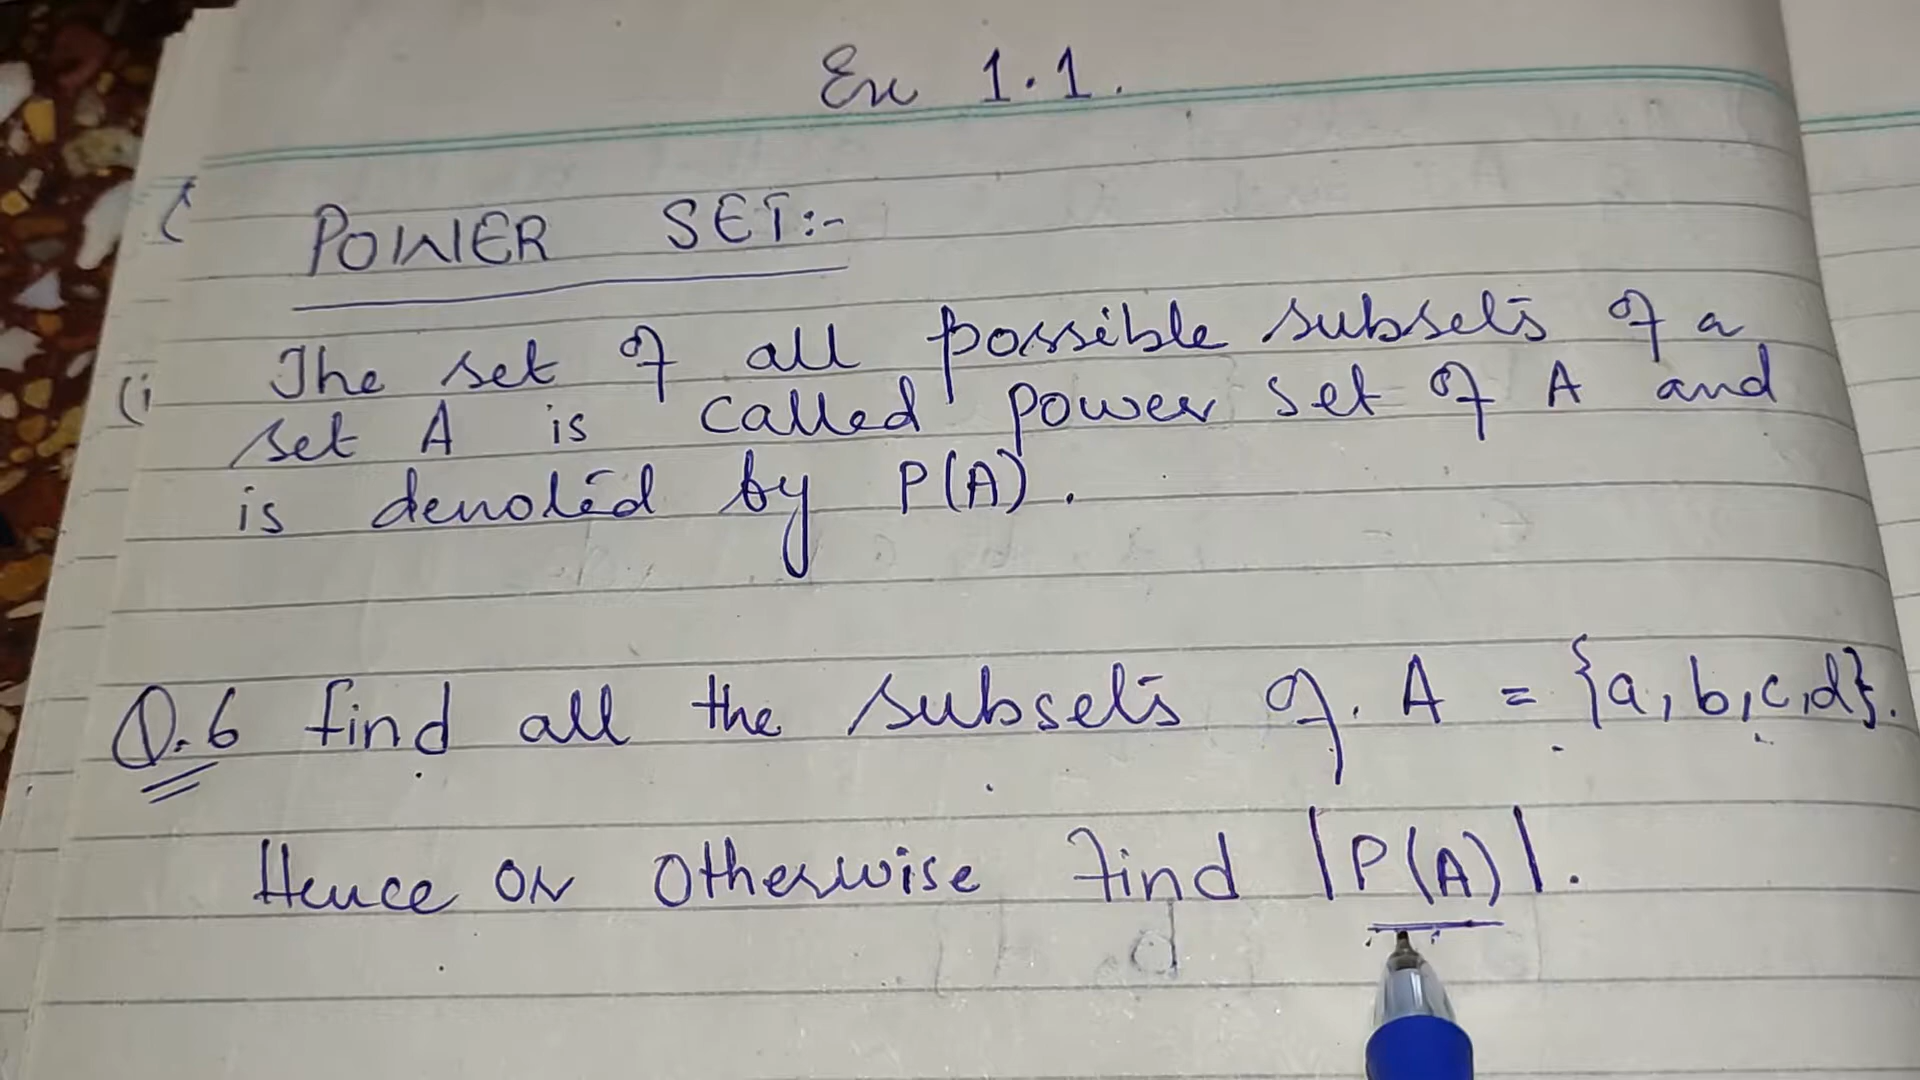 Ex 1.1.
POWER SET:-
The set of all possible subsets of a
set A is called power set of A and
is denoted by P(A).
Q.6 find all the subsets of. A = {a, b, c, d}.
Hence or otherwise find |P(A)|.